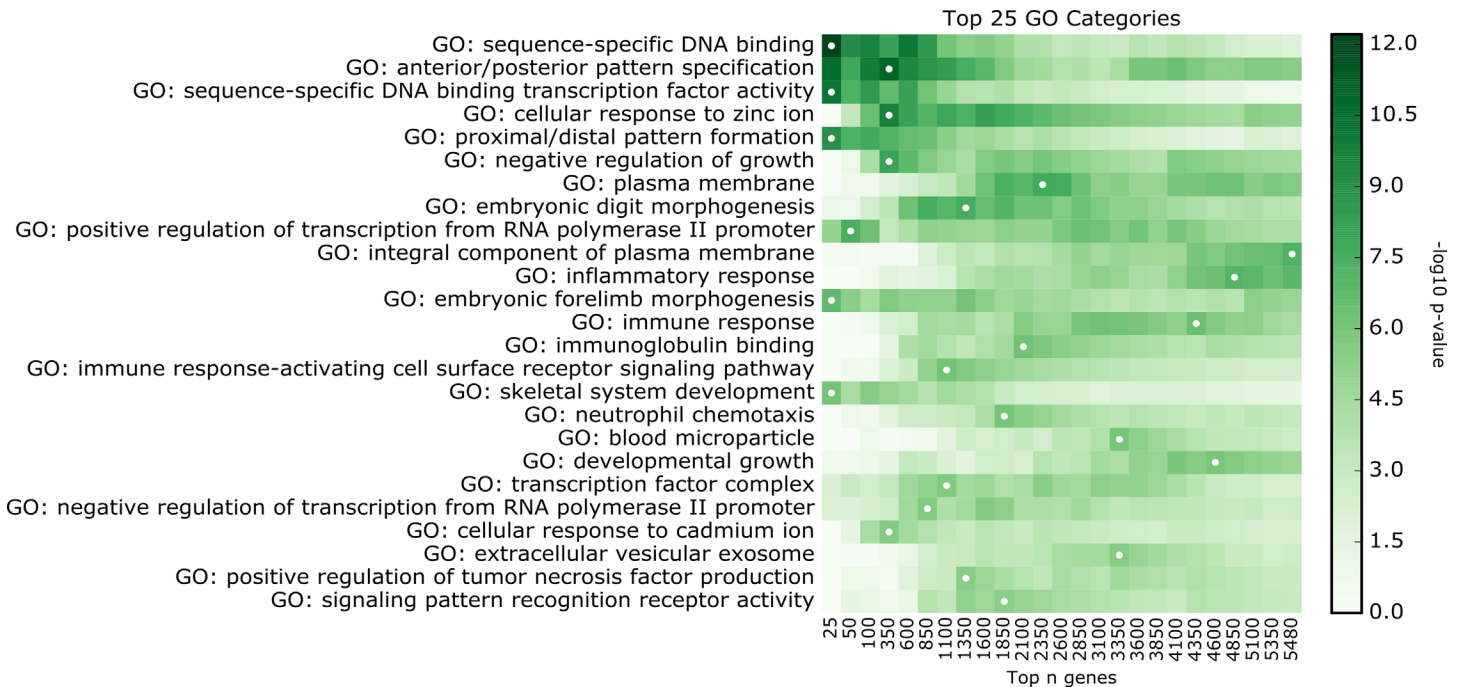 Top 25 GO Categories
GO: sequence-specific DNA binding
GO: anterior/posterior pattern specification
GO: sequence-specific DNA binding transcription factor activity
GO: cellular response to zinc ion
GO: proximal/distal pattern formation
GO: negative regulation of growth
GO: plasma membrane
GO: embryonic digit morphogenesis
GO: positive regulation of transcription from RNA polymerase II promoter
GO: integral component of plasma membrane
GO: inflammatory response
GO: embryonic forelimb morphogenesis
GO: immune response
GO: immunoglobulin binding
GO: immune response-activating cell surface receptor signaling pathway
GO: skeletal system development
GO: neutrophil chemotaxis
GO: blood microparticle
GO: developmental growth
GO: transcription factor complex
GO: negative regulation of transcription from RNA polymerase II promoter
GO: cellular response to cadmium ion
GO: extracellular vesicular exosome
GO: positive regulation of tumor necrosis factor production
GO: signaling pattern recognition receptor activity
25 50 100 350 600 850 1100 1350 1600 1850 2100 2350 2600 2850 3100 3350 3600 3850 4100 4350 4600 4850 5100 5350 5480
Top n genes
12.0
10.5
9.0
7.5
6.0
4.5
3.0
1.5
0.0
-log10 p-value